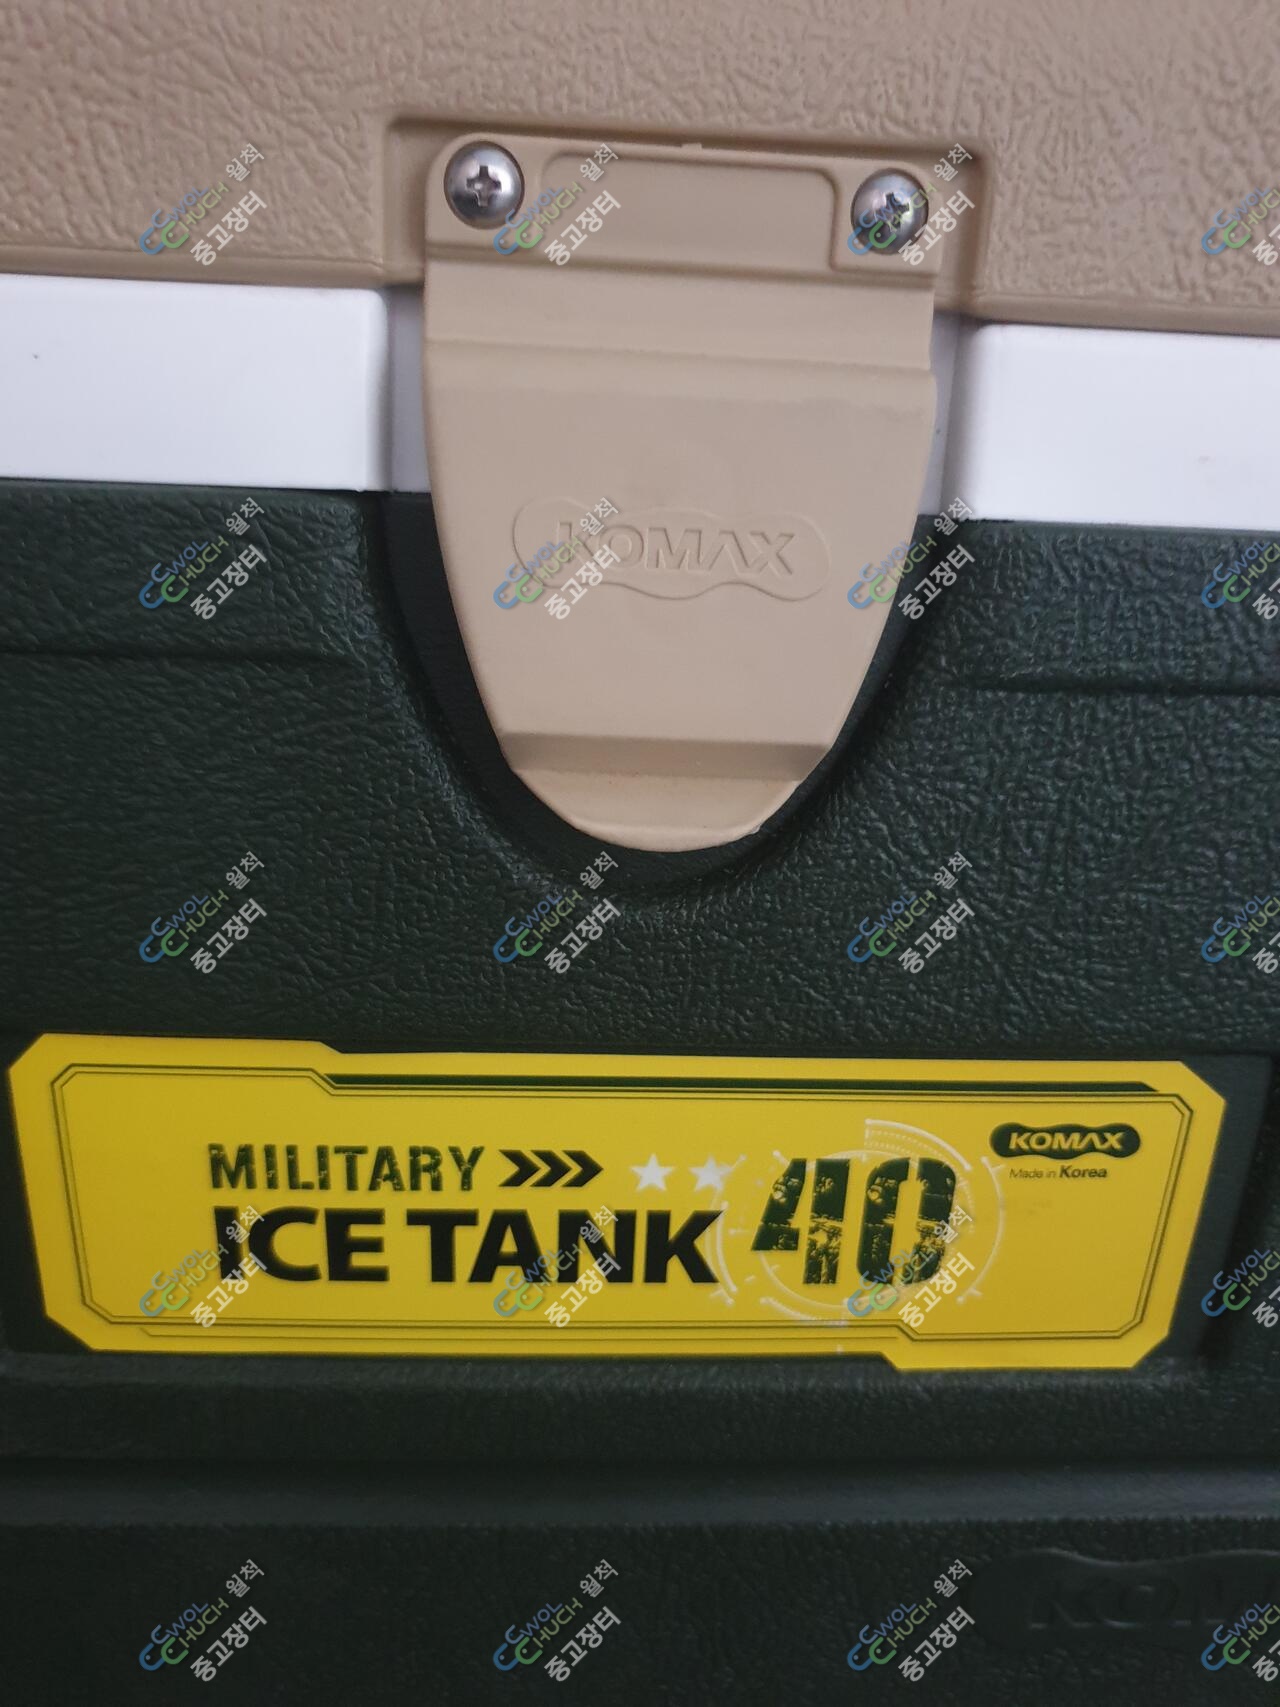 KOMAX
MILITARY
ICE TANK 40
KOMAX
Made in Korea
WOL CHUCH 월척
중고장터